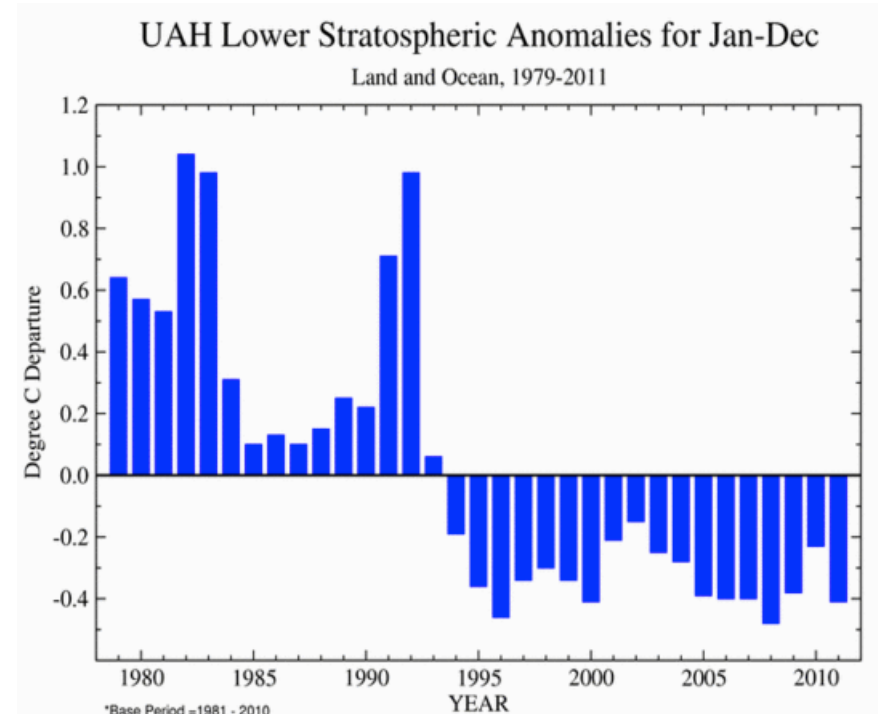 UAH Lower Stratospheric Anomalies for Jan-Dec
Land and Ocean, 1979-2011
Degree C Departure
1.2
1.0
0.8
0.6
0.4
0.2
0.0
-0.2
-0.4
1980 1985 1990 1995 2000 2005 2010
YEAR
*Base Period =1981 - 2010